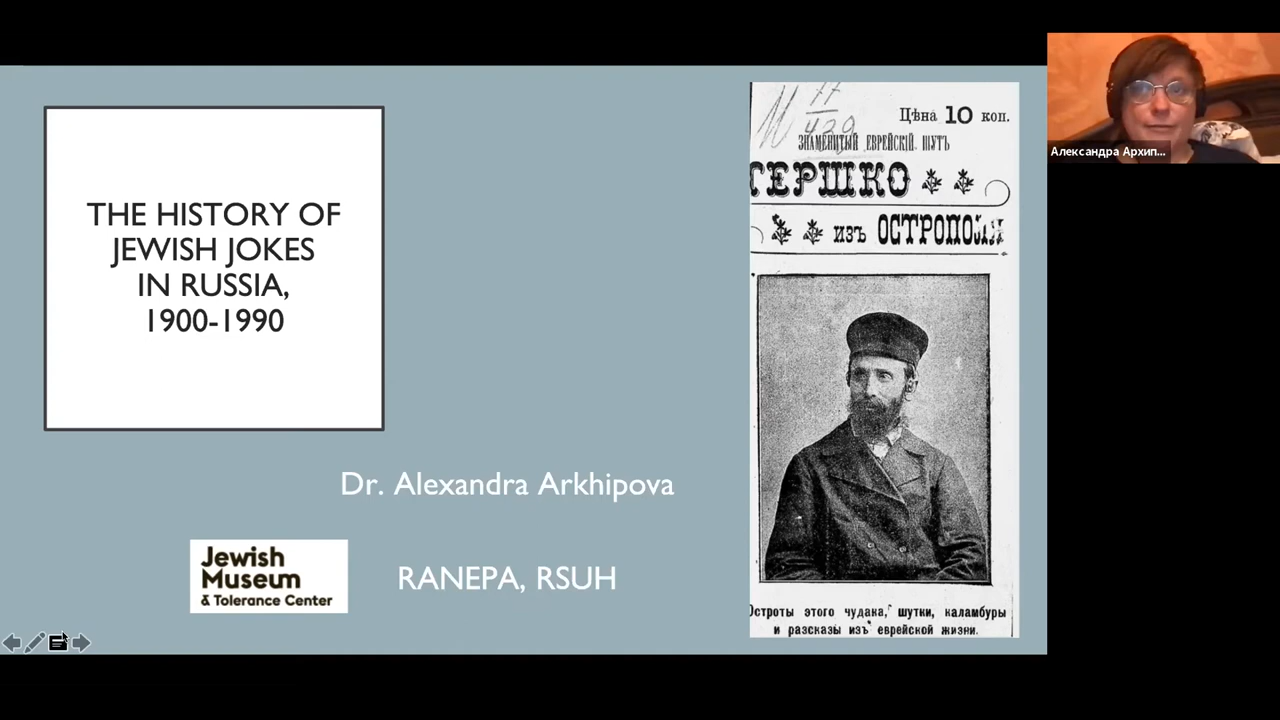 THE HISTORY OF
JEWISH JOKES
IN RUSSIA,
1900-1990
Dr. Alexandra Arkhipova
Jewish
Museum
& Tolerance Center
RANEPA, RSUH
Цѣна 10 коп.
ЗНАМЕНИТЫЙ ЕВРЕЙСКІЙ ШУТЪ
ГЕРШКО
изъ ОСТРОПОЛЯ
Остроты этого чудака, шутки, каламбуры
и разсказы изъ еврейской жизни.
Александра Архип...